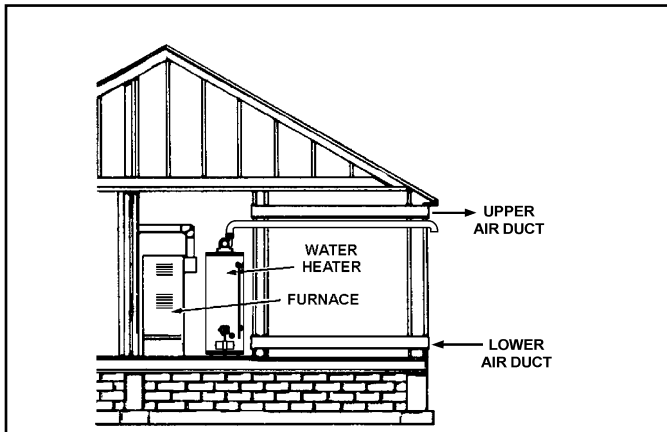 UPPER
AIR DUCT
WATER
HEATER
FURNACE
LOWER
AIR DUCT